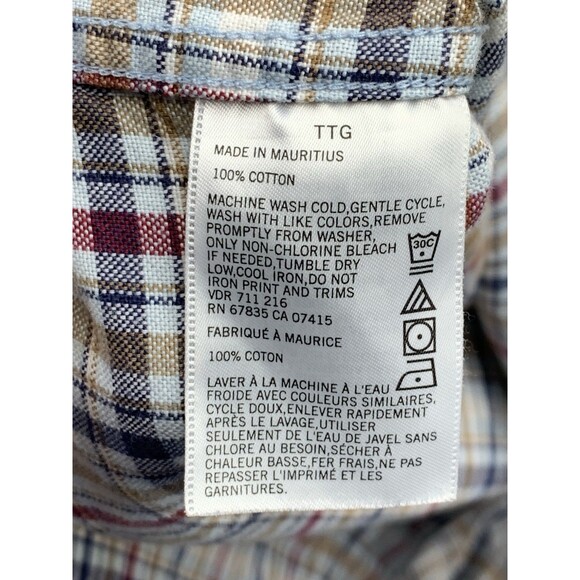 TTG
MADE IN MAURITIUS
100% COTTON
MACHINE WASH COLD,GENTLE CYCLE,
WASH WITH LIKE COLORS,REMOVE
PROMPTLY FROM WASHER,
ONLY NON-CHLORINE BLEACH
IF NEEDED,TUMBLE DRY
LOW,COOL IRON,DO NOT
IRON PRINT AND TRIMS
VDR 711 216
RN 67835 CA 07415
30C
FABRIQUÉ À MAURICE
100% COTON
LAVER À LA MACHINE À L'EAU
FROIDE AVEC COULEURS SIMILAIRES,
CYCLE DOUX,ENLEVER RAPIDEMENT
APRÈS LE LAVAGE,UTILISER
SEULEMENT DE L'EAU DE JAVEL SANS
CHLORE AU BESOIN,SÉCHER À
CHALEUR BASSE,FER FRAIS,NE PAS
REPASSER L'IMPRIMÉ ET LES
GARNITURES.